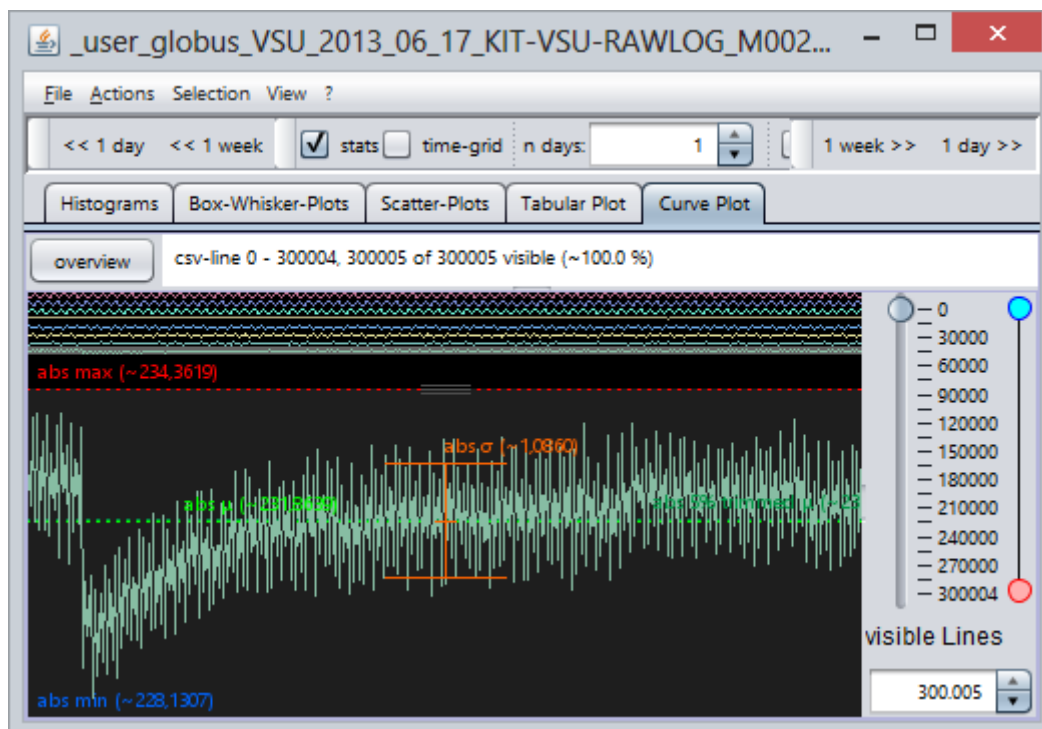 _user_globus_VSU_2013_06_17_KIT-VSU-RAWLOG_M002...
File Actions Selection View ?
<< 1 day << 1 week stats time-grid n days: 1 1 week >> 1 day >>
Histograms Box-Whisker-Plots Scatter-Plots Tabular Plot Curve Plot
overview csv-line 0 - 300004, 300005 of 300005 visible (~100.0 %)
0
30000
60000
abs max (~234,3619)
90000
120000
abs σ (~1,0860)
150000
180000
abs μ
abs 5% trimmed μ
210000
240000
270000
300004
visible Lines
300.005
abs min (~228,1307)